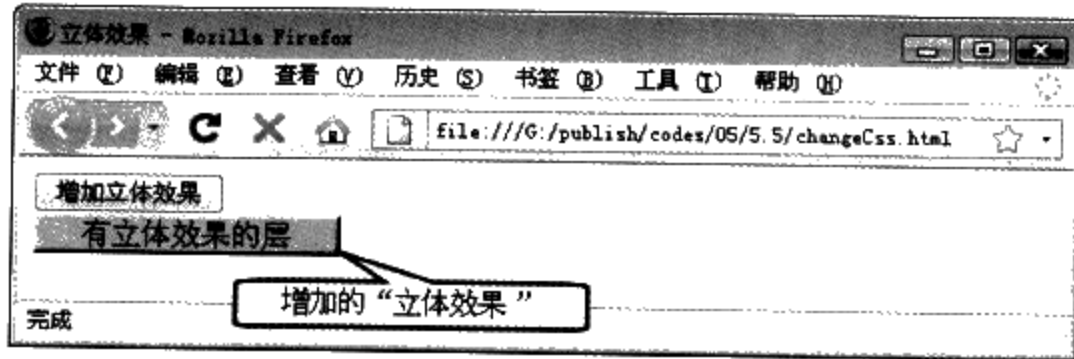 立体效果 - Mozilla Firefox
文件 (F) 编辑 (E) 查看 (V) 历史 (S) 书签 (B) 工具 (T) 帮助 (H)
file:///G:/publish/codes/05/5.5/changeCss.html
增加立体效果
有立体效果的层
增加的“立体效果”
完成